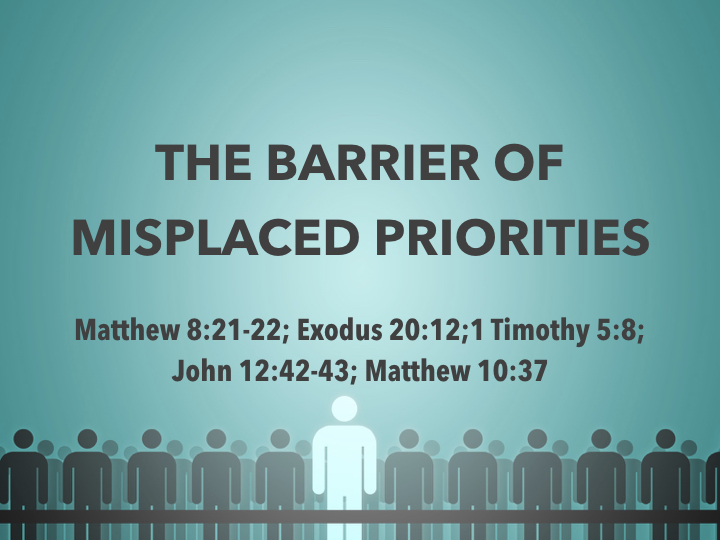 THE BARRIER OF
MISPLACED PRIORITIES
Matthew 8:21-22; Exodus 20:12;1 Timothy 5:8;
John 12:42-43; Matthew 10:37